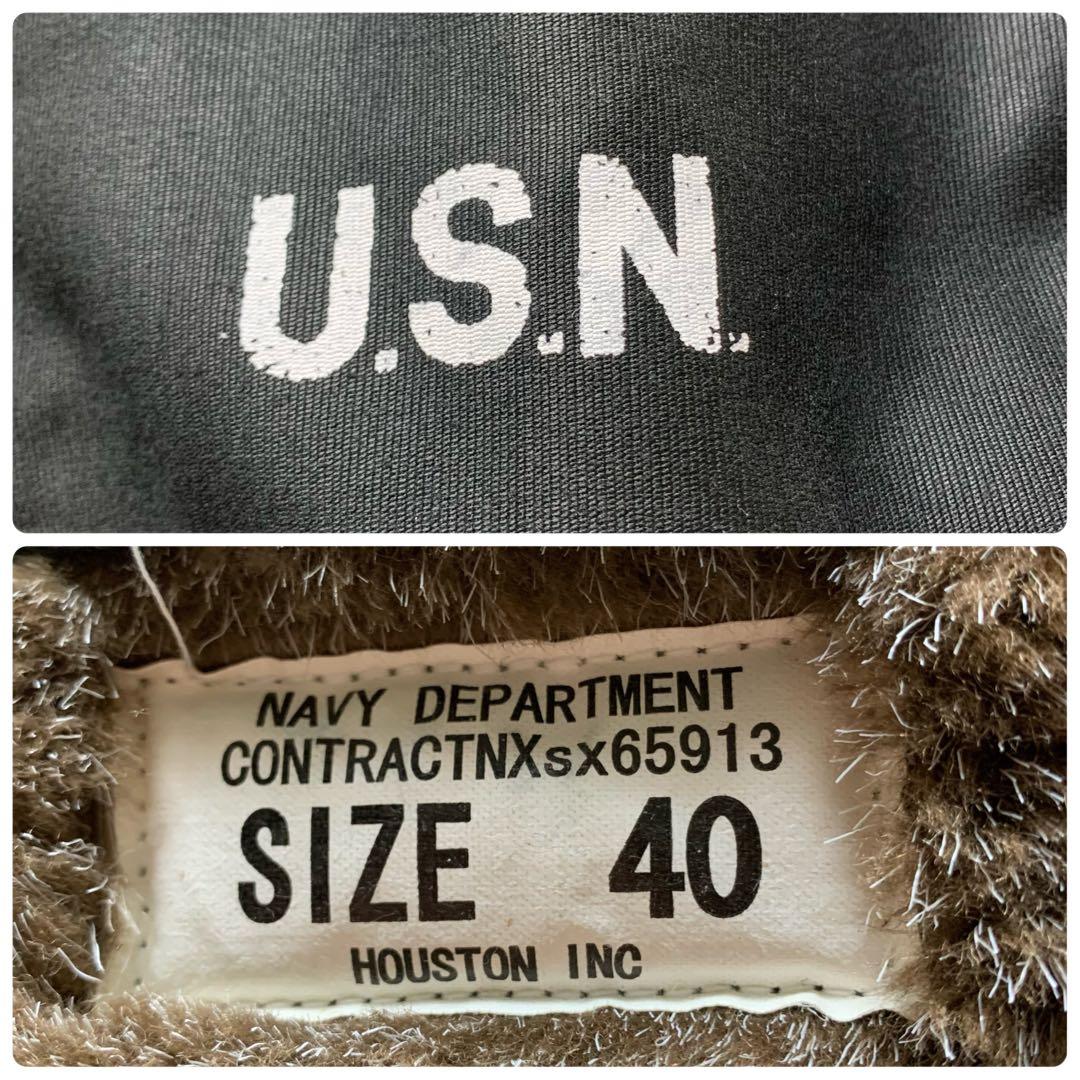 U.S.N.
NAVY DEPARTMENT
CONTRACTNXsx65913
SIZE 40
HOUSTON INC